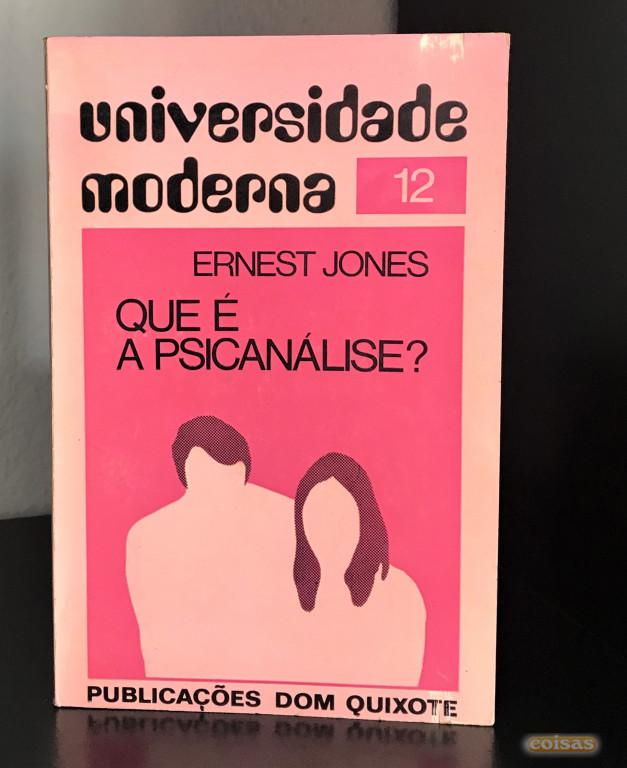 universidade
moderna 12
ERNEST JONES
QUE É
A PSICANÁLISE?
PUBLICAÇÕES DOM QUIXOTE
coisas